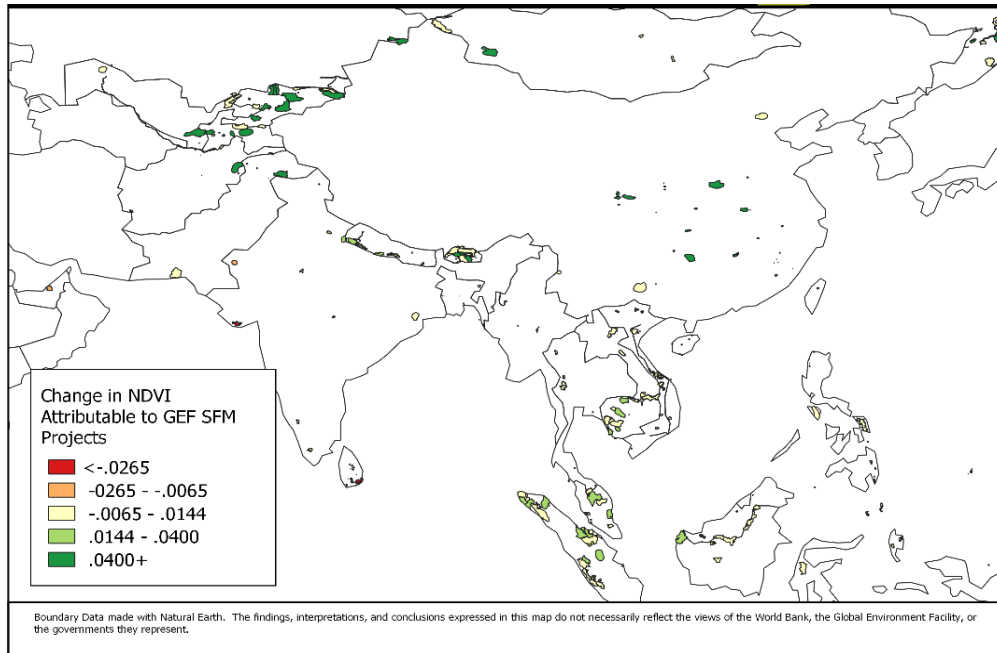 Change in NDVI
Attributable to GEF SFM
Projects
<-.0265
-0265 - -.0065
-.0065 - .0144
.0144 - .0400
.0400+
Boundary Data made with Natural Earth. The findings, interpretations, and conclusions expressed in this map do not necessarily reflect the views of the World Bank, the Global Environment Facility, or
the governments they represent.